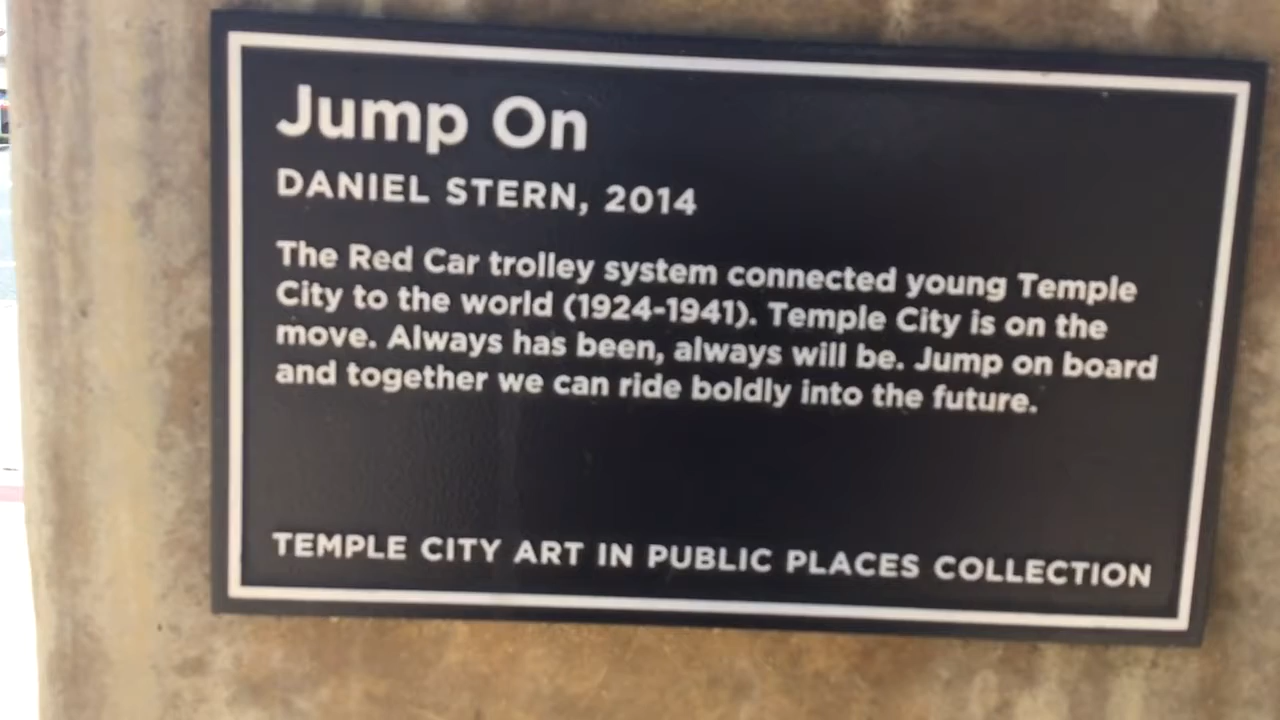 Jump On
DANIEL STERN, 2014
The Red Car trolley system connected young Temple
City to the world (1924-1941). Temple City is on the
move. Always has been, always will be. Jump on board
and together we can ride boldly into the future.
TEMPLE CITY ART IN PUBLIC PLACES COLLECTION